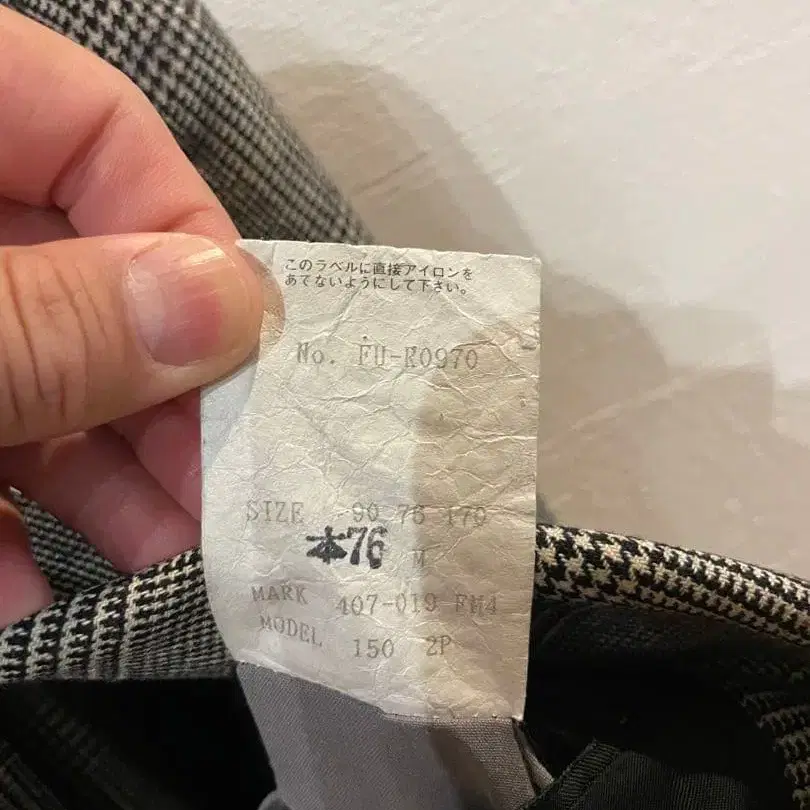 このラベルに直接アイロンを
あてないようにして下さい。
No. FU-K0970
SIZE 90 76 170
本76 M
MARK 407-019 FM4
MODEL 150 2P